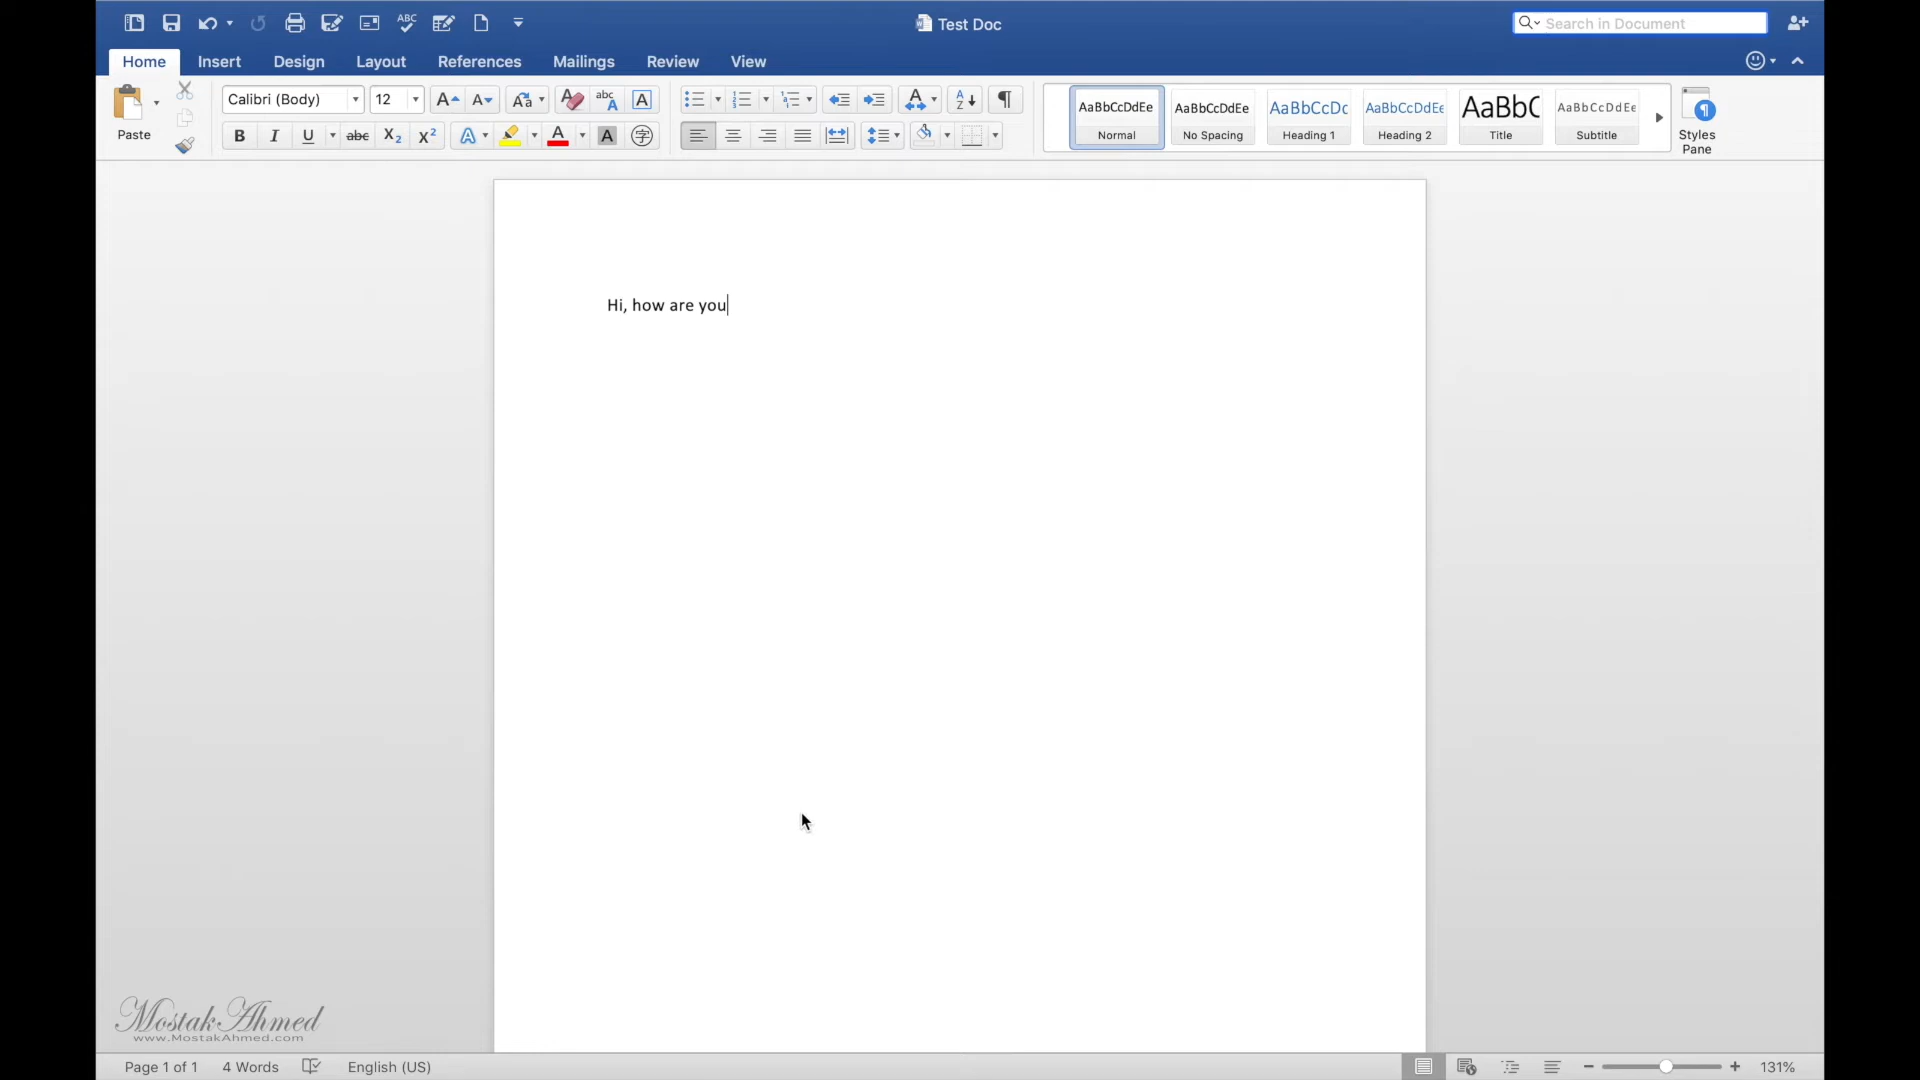 Test Doc
Search in Document
Home Insert Design Layout References Mailings Review View
Paste
Calibri (Body) 12
AaBbCcDdEe AaBbCcDdEe AaBbCcDc AaBbCcDdEe AaBbC AaBbCcDdEe
Normal No Spacing Heading 1 Heading 2 Title Subtitle
Styles
Pane
Hi, how are you
Mostak Ahmed
www.MostakAhmed.com
Page 1 of 1 4 Words English (US) 131%